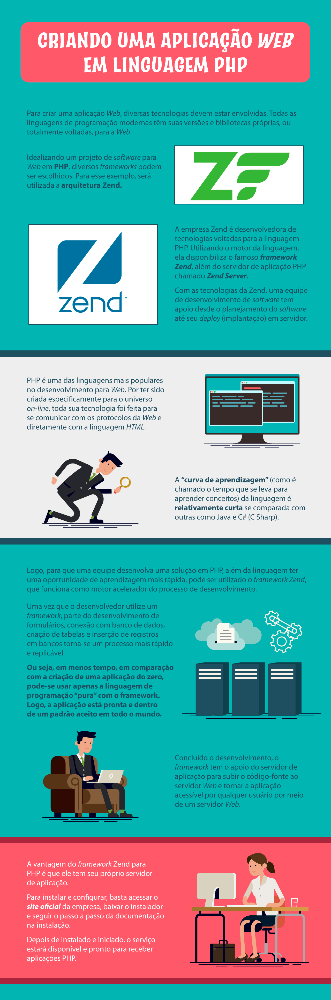 CRIANDO UMA APLICAÇÃO WEB
EM LINGUAGEM PHP
Para criar uma aplicação Web, diversas tecnologias devem estar envolvidas. Todas as
linguagens de programação modernas têm suas versões e bibliotecas próprias, ou
totalmente voltadas, para a Web.
Idealizando um projeto de software para
Web em PHP, diversos frameworks podem
ser escolhidos. Para esse exemplo, será
utilizada a arquitetura Zend.
ZF
zend™
A empresa Zend é desenvolvedora de
tecnologias voltadas para a linguagem
PHP. Utilizando o motor da linguagem,
ela disponibiliza o famoso framework
Zend, além do servidor de aplicação PHP
chamado Zend Server.
Com as tecnologias da Zend, uma equipe
de desenvolvimento de software tem
apoio desde o planejamento do software
até seu deploy (implantação) em servidor.
PHP é uma das linguagens mais populares
no desenvolvimento para Web. Por ter sido
criada especificamente para o universo
on-line, toda sua tecnologia foi feita para
se comunicar com os protocolos da Web e
diretamente com a linguagem HTML.
A “curva de aprendizagem” (como é
chamado o tempo que se leva para
aprender conceitos) da linguagem é
relativamente curta se comparada com
outras como Java e C# (C Sharp).
Logo, para que uma equipe desenvolva uma solução em PHP, além da linguagem ter
uma oportunidade de aprendizagem mais rápida, pode ser utilizado o framework Zend,
que funciona como motor acelerador do processo de desenvolvimento.
Uma vez que o desenvolvedor utilize um
framework, parte do desenvolvimento de
formulários, conexão com banco de dados,
criação de tabelas e inserção de registros
em bancos torna-se um processo mais rápido
e replicável.
Ou seja, em menos tempo, em comparação
com a criação de uma aplicação do zero,
pode-se usar apenas a linguagem de
programação “pura” com o framework.
Logo, a aplicação está pronta e dentro
de um padrão aceito em todo o mundo.
Concluído o desenvolvimento, o
framework tem o apoio do servidor de
aplicação para subir o código-fonte ao
servidor Web e tornar a aplicação
acessível por qualquer usuário por meio
de um servidor Web.
A vantagem do framework Zend para
PHP é que ele tem seu próprio servidor
de aplicação.
Para instalar e configurar, basta acessar o
site oficial da empresa, baixar o instalador
e seguir o passo a passo da documentação
na instalação.
Depois de instalado e iniciado, o serviço
estará disponível e pronto para receber
aplicações PHP.